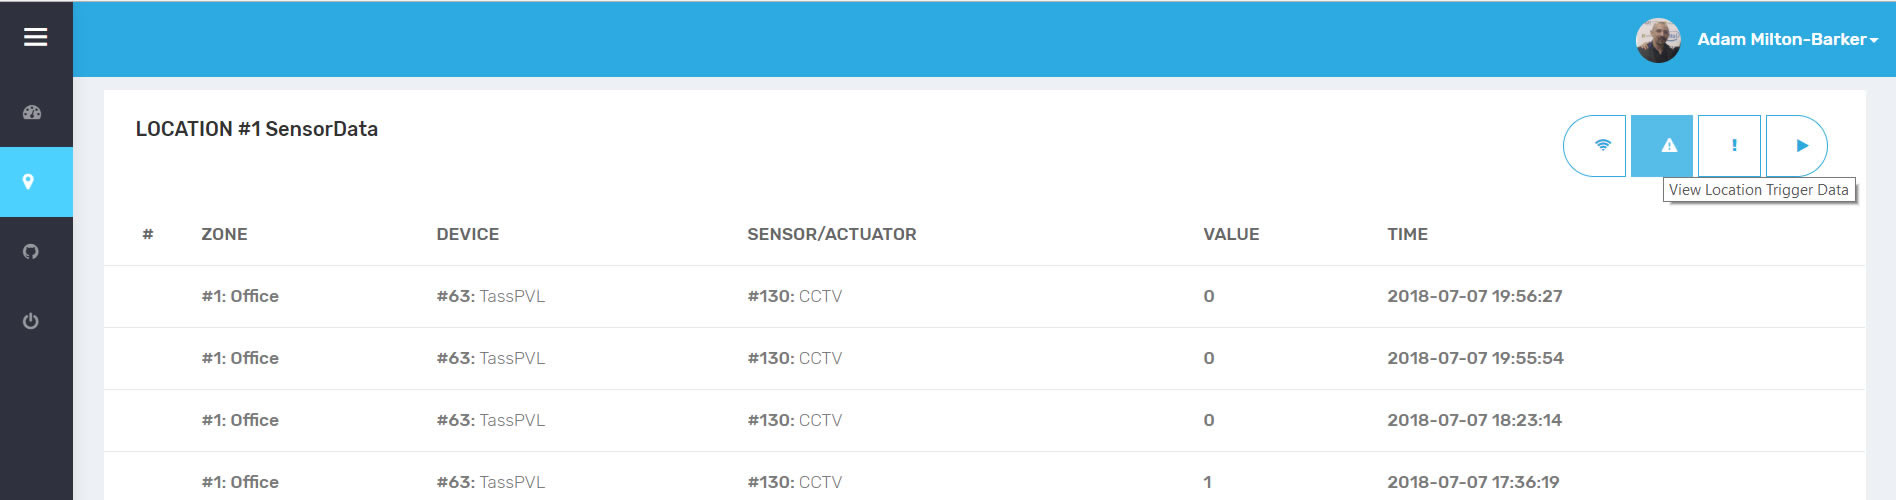 Adam Milton-Barker
LOCATION #1 SensorData
View Location Trigger Data
# ZONE DEVICE SENSOR/ACTUATOR VALUE TIME
#1: Office #63: TassPVL #130: CCTV 0 2018-07-07 19:56:27
#1: Office #63: TassPVL #130: CCTV 0 2018-07-07 19:55:54
#1: Office #63: TassPVL #130: CCTV 0 2018-07-07 18:23:14
#1: Office #63: TassPVL #130: CCTV 1 2018-07-07 17:36:19